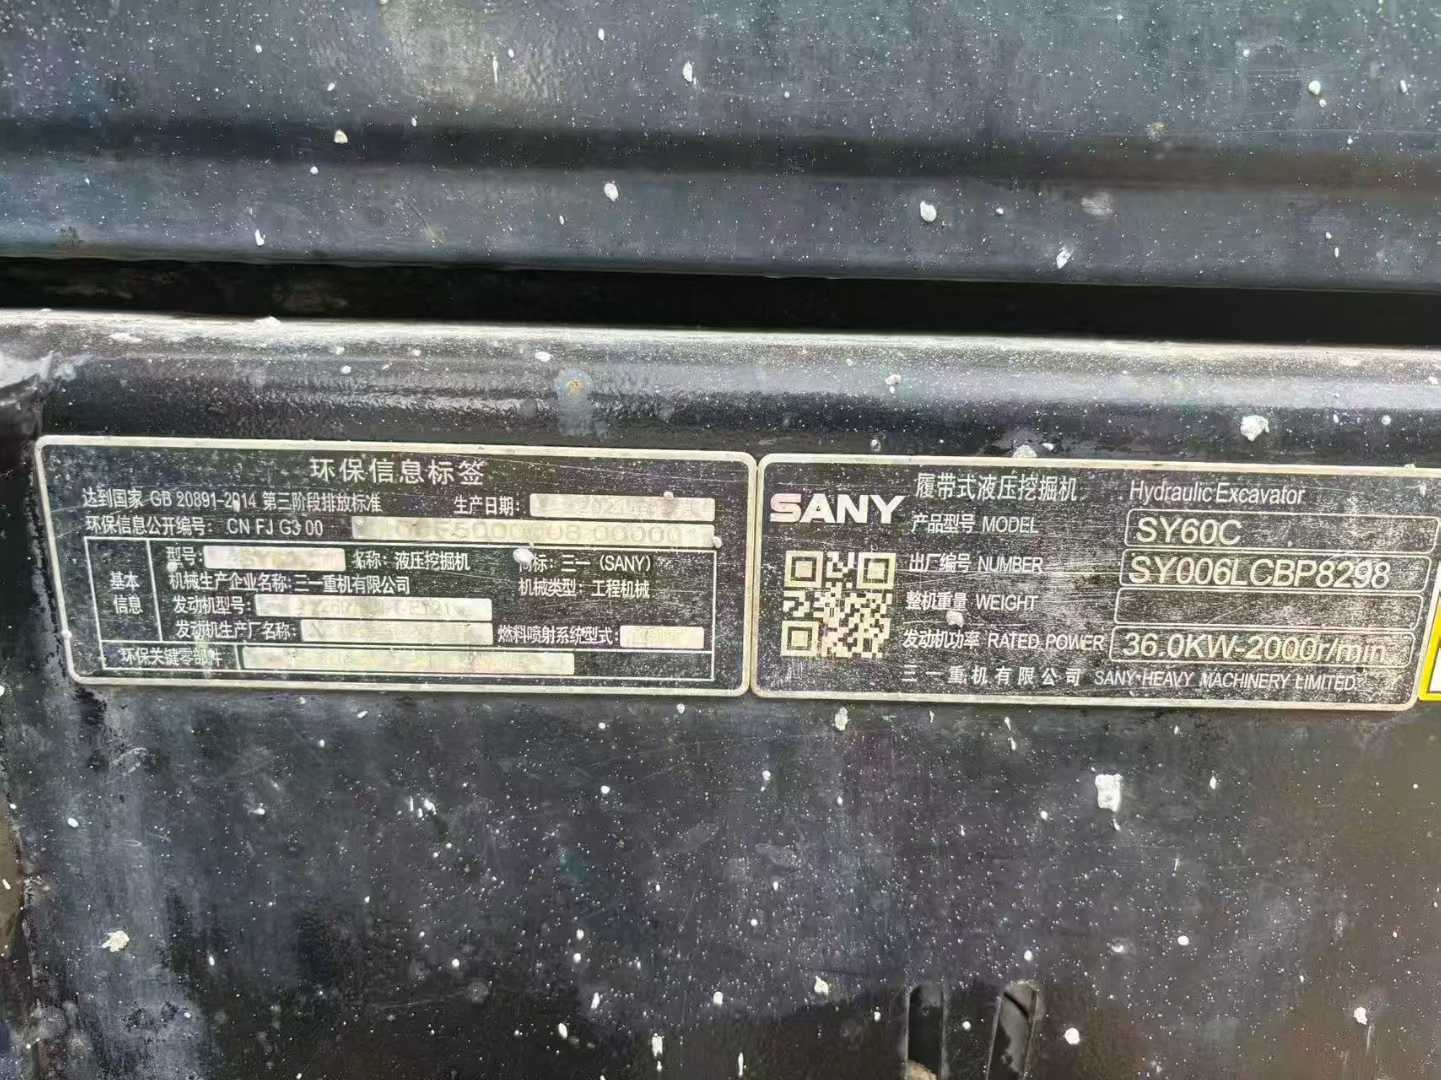 环保信息标签
达到国家 GB 20891-2014 第三阶段排放标准 生产日期:
环保信息公开编号: CN FJ G3 00
基本信息
型号: 名称: 液压挖掘机 商标: 三一 (SANY)
机械生产企业名称: 三一重机有限公司 机械类型: 工程机械
发动机型号:
发动机生产厂名称: 燃料喷射系统型式:
环保关键零部件
SANY 履带式液压挖掘机 Hydraulic Excavator
产品型号 MODEL SY60C
出厂编号 NUMBER SY006LCBP8298
整机重量 WEIGHT
发动机功率 RATED POWER 36.0KW-2000r/min
三一重机有限公司 SANY HEAVY MACHINERY LIMITED